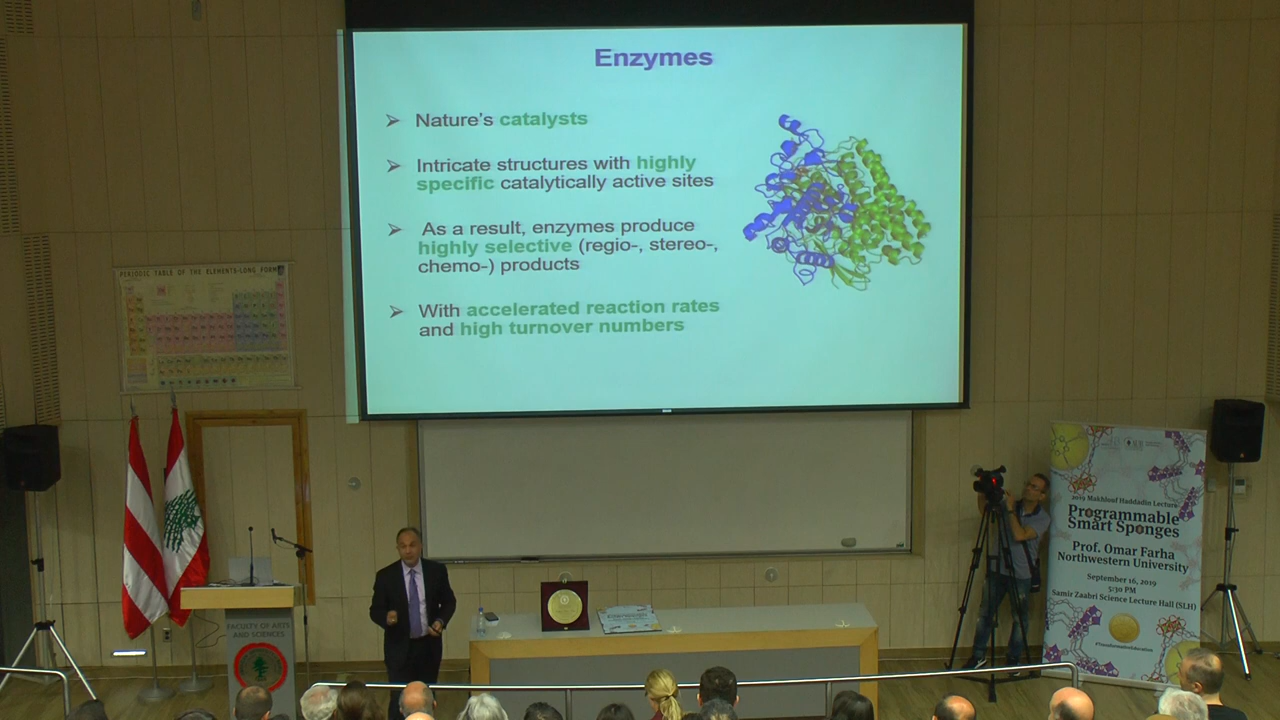 Enzymes
➢ Nature's catalysts
➢ Intricate structures with highly
specific catalytically active sites
➢ As a result, enzymes produce
highly selective (regio-, stereo-,
chemo-) products
➢ With accelerated reaction rates
and high turnover numbers
PERIODIC TABLE OF THE ELEMENTS-LONG FORM
FACULTY OF ARTS
AND SCIENCES
2019 Makhlouf Haddadin Lecture
Programmable
Smart Sponges
Prof. Omar Farha
Northwestern University
September 16, 2019
5:30 PM
Samir Zaabri Science Lecture Hall (SLH)